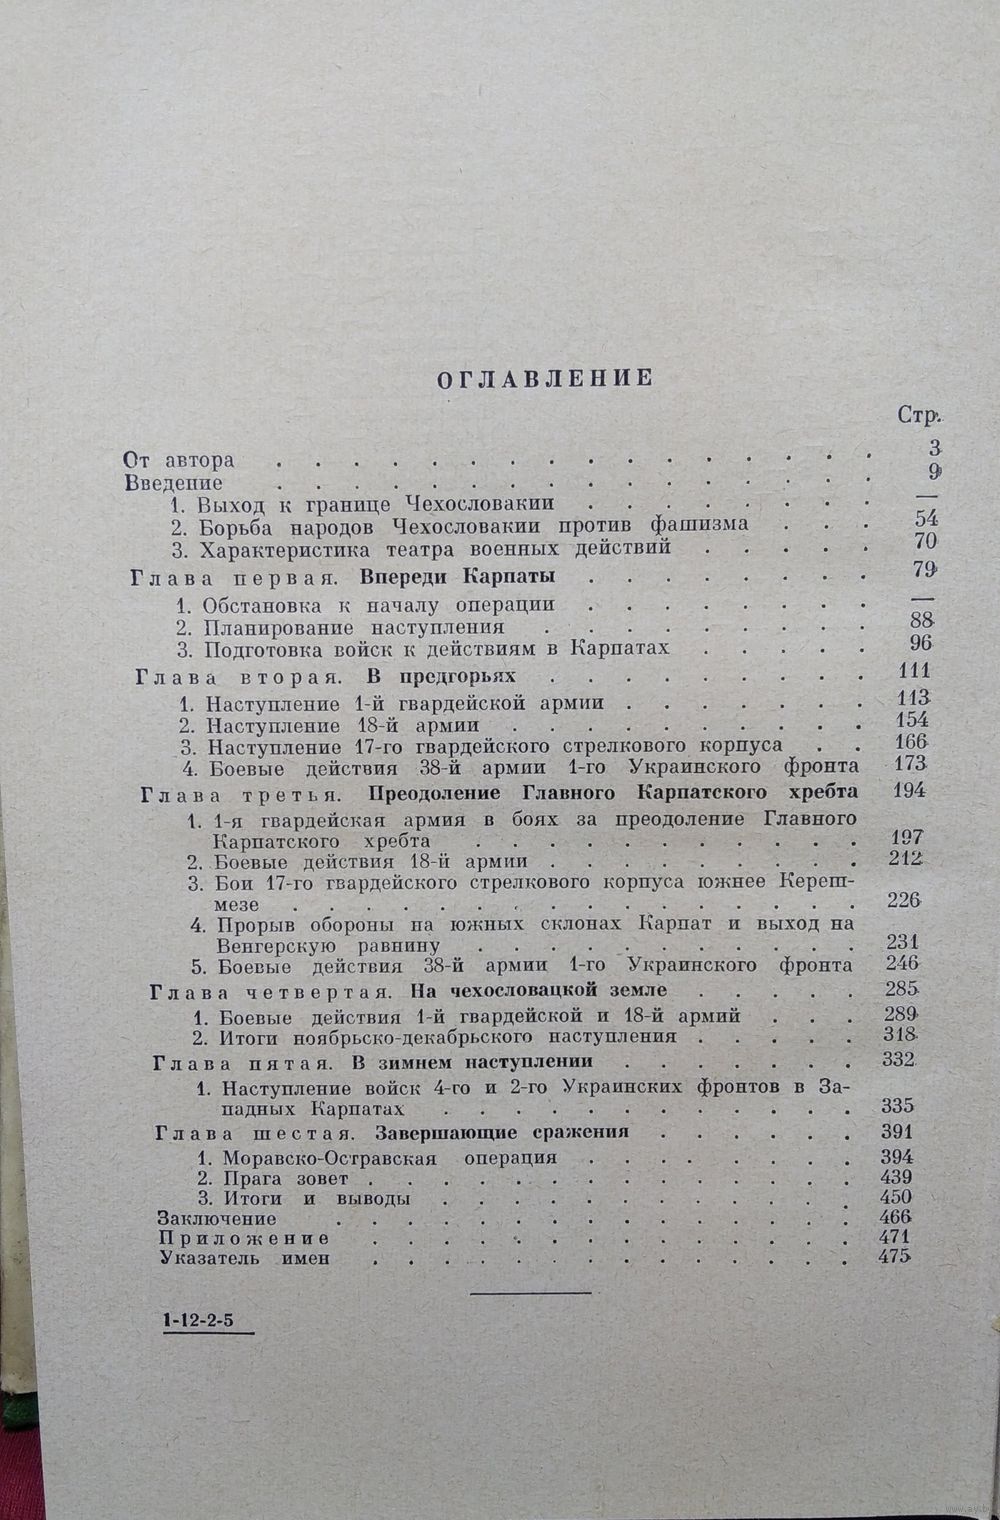 ОГЛАВЛЕНИЕ
Стр.
От автора . . . . . . . . . . . . . . . . 3
Введение . . . . . . . . . . . . . . . . 9
1. Выход к границе Чехословакии . . . . . . . —
2. Борьба народов Чехословакии против фашизма . . . 54
3. Характеристика театра военных действий . . . . . 70
Глава первая. Впереди Карпаты . . . . . . . . 79
1. Обстановка к началу операции . . . . . . . . —
2. Планирование наступления . . . . . . . . . 88
3. Подготовка войск к действиям в Карпатах . . . . . 96
Глава вторая. В предгорьях . . . . . . . . . 111
1. Наступление 1-й гвардейской армии . . . . . . . 113
2. Наступление 18-й армии . . . . . . . . . . 154
3. Наступление 17-го гвардейского стрелкового корпуса . . 166
4. Боевые действия 38-й армии 1-го Украинского фронта 173
Глава третья. Преодоление Главного Карпатского хребта 194
1. 1-я гвардейская армия в боях за преодоление Главного
Карпатского хребта . . . . . . . . . . . 197
2. Боевые действия 18-й армии . . . . . . . . . 212
3. Бои 17-го гвардейского стрелкового корпуса южнее Кереш-
мезе . . . . . . . . . . . . . . . . 226
4. Прорыв обороны на южных склонах Карпат и выход на
Венгерскую равнину . . . . . . . . . . . 231
5. Боевые действия 38-й армии 1-го Украинского фронта 246
Глава четвертая. На чехословацкой земле . . . . . 285
1. Боевые действия 1-й гвардейской и 18-й армий . . . 289
2. Итоги ноябрьско-декабрьского наступления . . . . . 318
Глава пятая. В зимнем наступлении . . . . . . . 332
1. Наступление войск 4-го и 2-го Украинских фронтов в За-
падных Карпатах . . . . . . . . . . . . 335
Глава шестая. Завершающие сражения . . . . . . 391
1. Моравско-Остравская операция . . . . . . . . 394
2. Прага зовет . . . . . . . . . . . . . 439
3. Итоги и выводы . . . . . . . . . . . . 450
Заключение . . . . . . . . . . . . . . 466
Приложение . . . . . . . . . . . . . 471
Указатель имен . . . . . . . . . . . . . 475
1-12-2-5